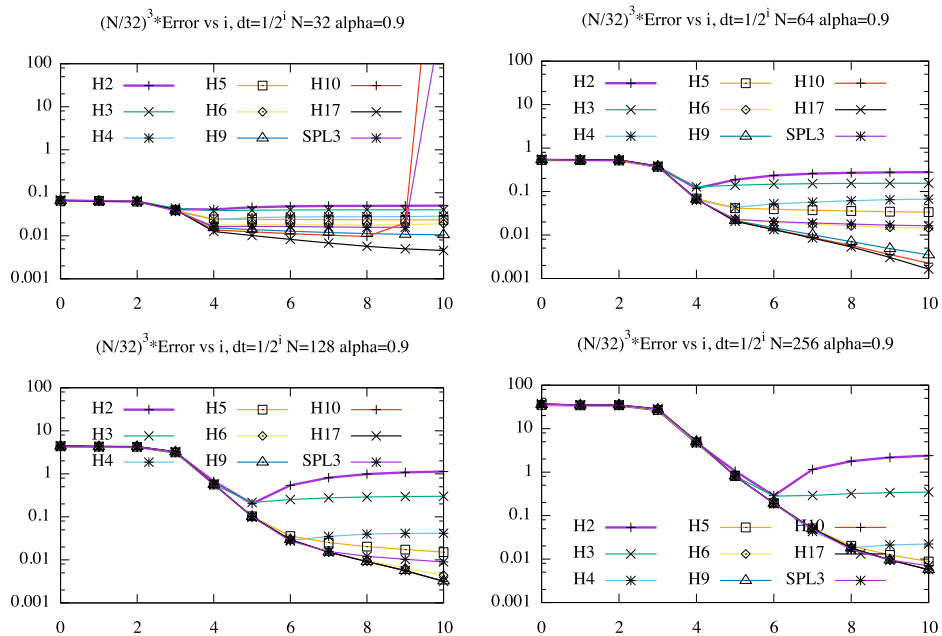 (N/32)^3*Error vs i, dt=1/2^i N=32 alpha=0.9
100
10
1
0.1
0.01
0.001
H2 H5 H10
H3 H6 H17
H4 H9 SPL3
0 2 4 6 8 10
(N/32)^3*Error vs i, dt=1/2^i N=64 alpha=0.9
100
10
1
0.1
0.01
0.001
H2 H5 H10
H3 H6 H17
H4 H9 SPL3
0 2 4 6 8 10
(N/32)^3*Error vs i, dt=1/2^i N=128 alpha=0.9
100
10
1
0.1
0.01
0.001
H2 H5 H10
H3 H6 H17
H4 H9 SPL3
0 2 4 6 8 10
(N/32)^3*Error vs i, dt=1/2^i N=256 alpha=0.9
100
10
1
0.1
0.01
0.001
H2 H5 H10
H3 H6 H17
H4 H9 SPL3
0 2 4 6 8 10